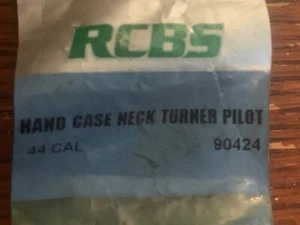 RCBS
HAND CASE NECK TURNER PILOT
44 CAL 90424